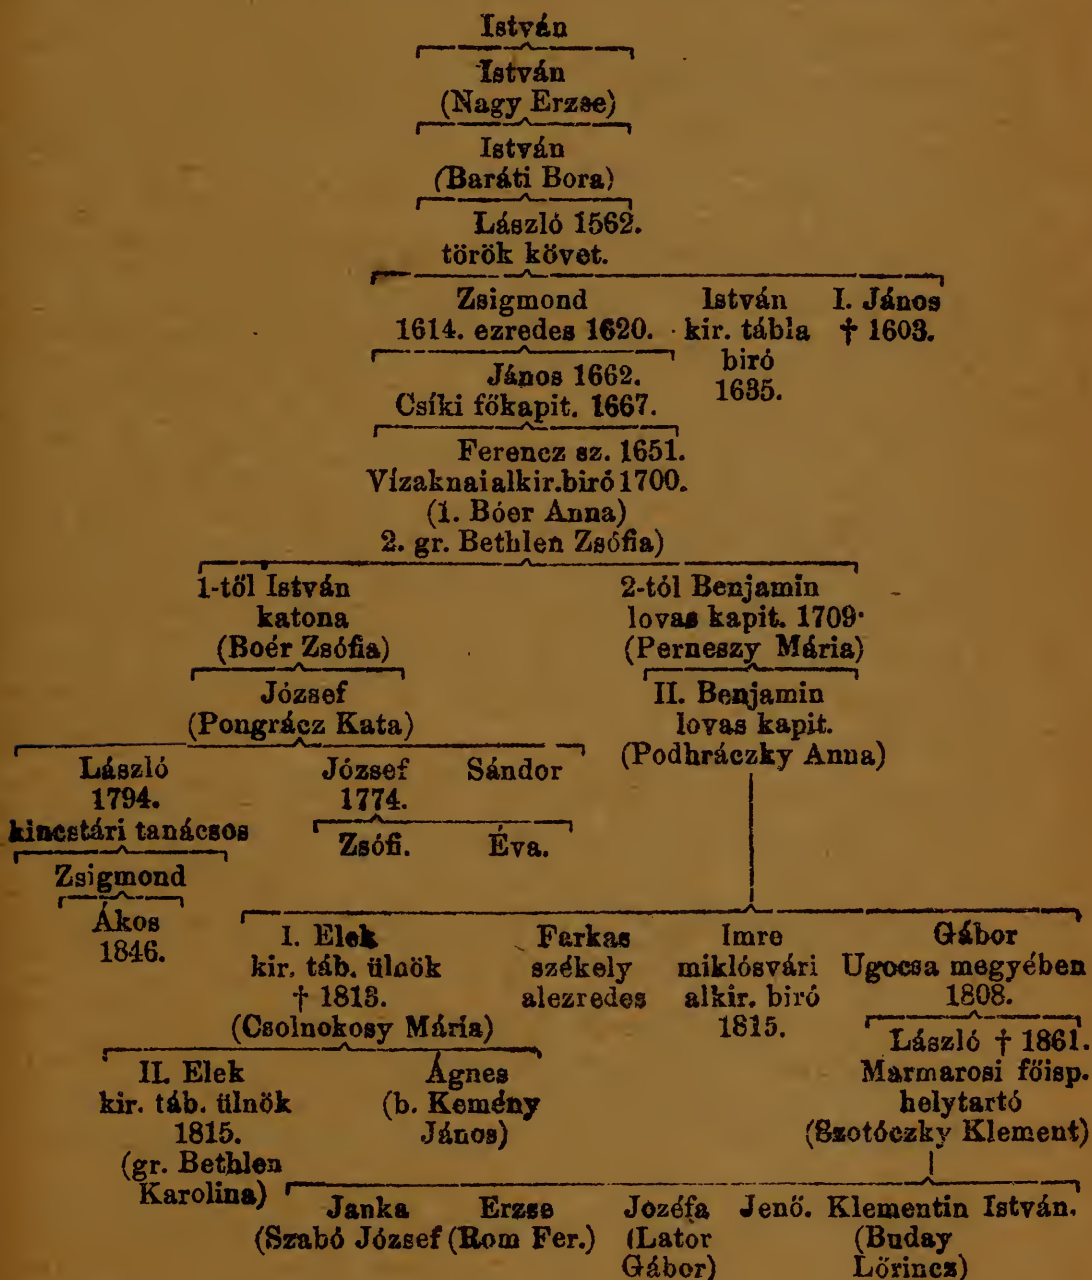 István
István
(Nagy Erzse)
István
(Baráti Bora)
László 1562.
török követ.
Zsigmond István I. János
1614. ezredes 1620. kir. tábla † 1603.
biró
1635.
János 1662.
Csíki főkapit. 1667.
Ferencz sz. 1651.
Vízaknai alkir. biró 1700.
(1. Bóer Anna)
2. gr. Bethlen Zsófia)
1-től István 2-tól Benjamin
katona lovas kapit. 1709.
(Boér Zsófia) (Perneszy Mária)
József II. Benjamin
(Pongrácz Kata) lovas kapit.
(Podhráczky Anna)
László József Sándor
1794. 1774.
kincstári tanácsos
Zsófi. Éva.
Zsigmond
Ákos
1846.
I. Elek Farkas Imre Gábor
kir. táb. ülnök székely miklósvári Ugocsa megyében
† 1813. alezredes alkir. biró 1808.
(Csolnokosy Mária) 1815.
László † 1861.
II. Elek Ágnes Marmarosi főisp.
kir. táb. ülnök (b. Kemény helytartó
1815. János) (Szotóczky Klement)
(gr. Bethlen
Karolina)
Janka Erzse Jozéfa Jenő. Klementin István.
(Szabó József (Rom Fer.) (Lator (Buday
Gábor) Lőrincz)